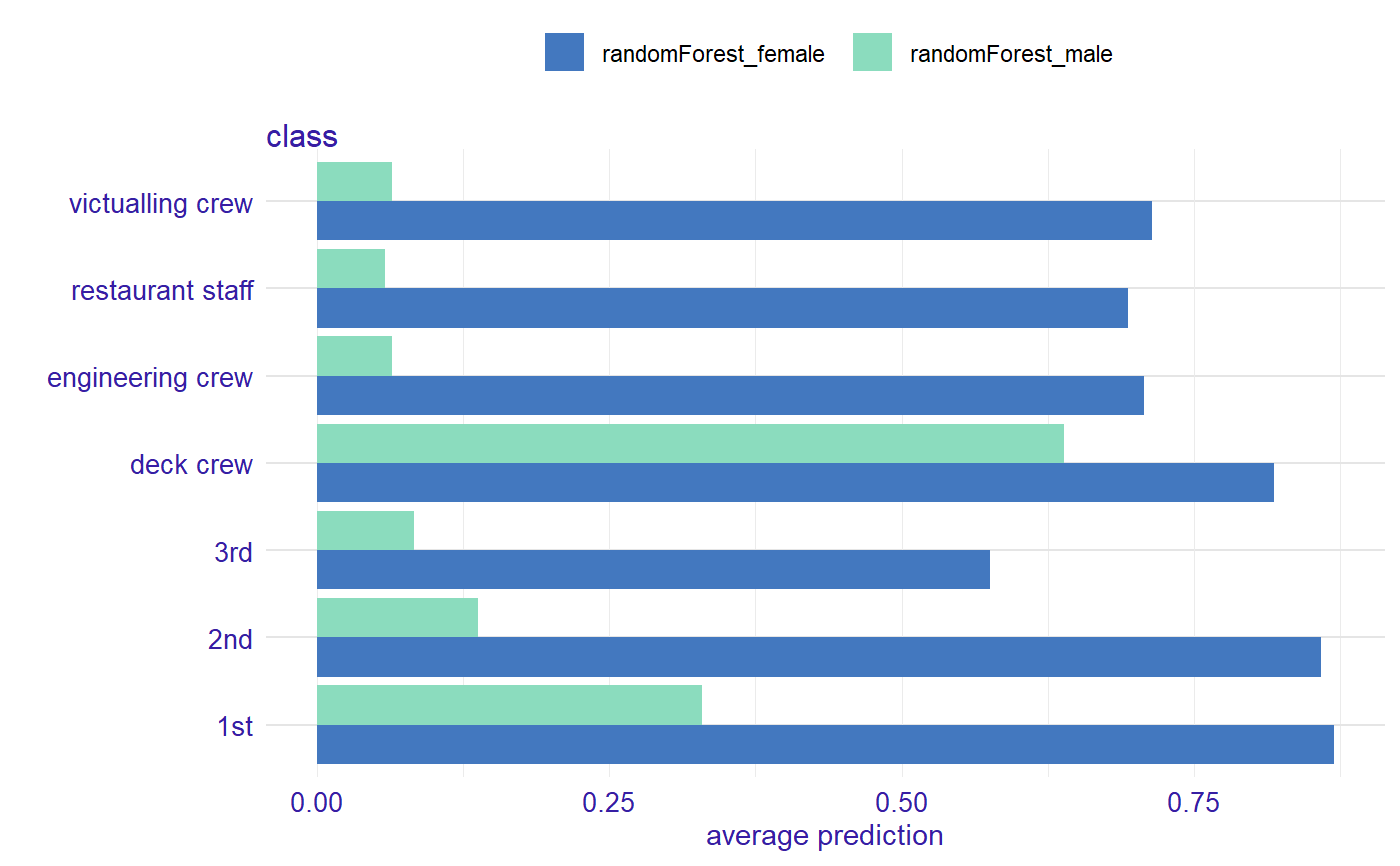 randomForest_female randomForest_male
class
victualling crew
restaurant staff
engineering crew
deck crew
3rd
2nd
1st
0.00 0.25 0.50 0.75
average prediction